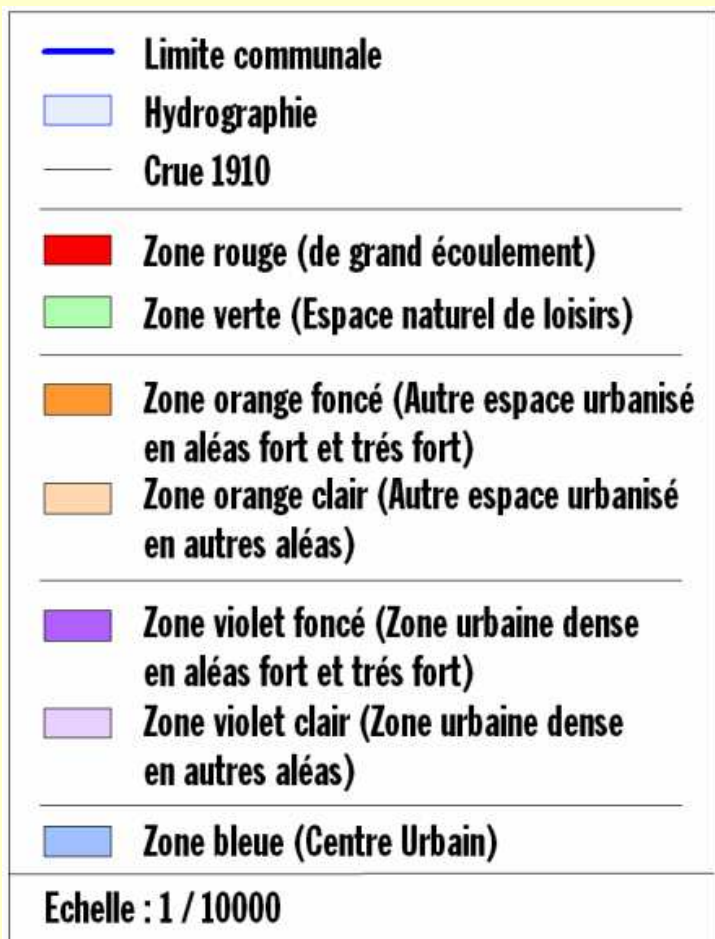 Limite communale
Hydrographie
Crue 1910
Zone rouge (de grand écoulement)
Zone verte (Espace naturel de loisirs)
Zone orange foncé (Autre espace urbanisé
en aléas fort et trés fort)
Zone orange clair (Autre espace urbanisé
en autres aléas)
Zone violet foncé (Zone urbaine dense
en aléas fort et trés fort)
Zone violet clair (Zone urbaine dense
en autres aléas)
Zone bleue (Centre Urbain)
Echelle : 1 / 10000